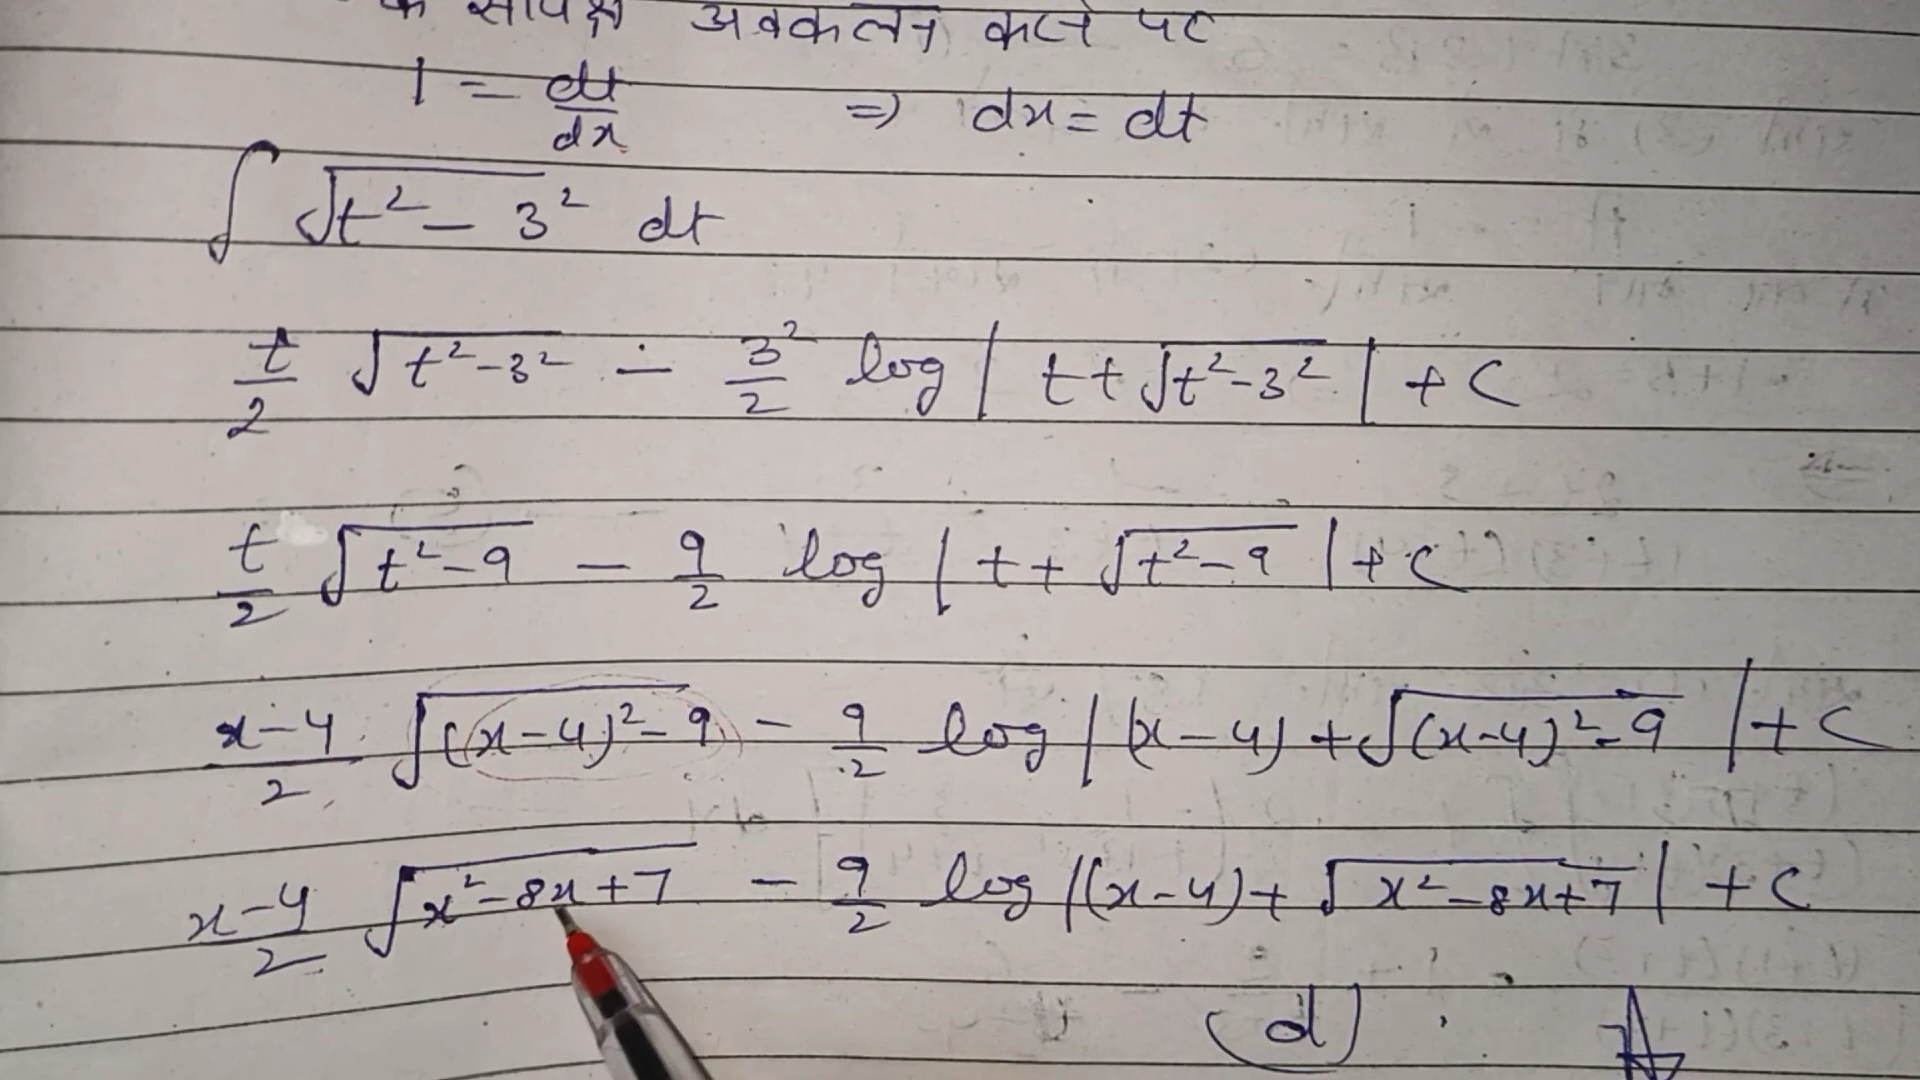 के सापेक्ष अवकलन करने पर
1 = dt/dx ⇒ dx = dt
∫ √t² - 3² dt
t/2 √t²-3² - 3²/2 log | t+√t²-3² | + C
t/2 √t²-9 - 9/2 log | t+ √t²-9 | + C
x-4/2 √(x-4)²-9 - 9/2 log | (x-4) + √(x-4)²-9 | + C
x-4/2 √x²-8x+7 - 9/2 log |(x-4)+ √x²-8x+7 | + C
(d)